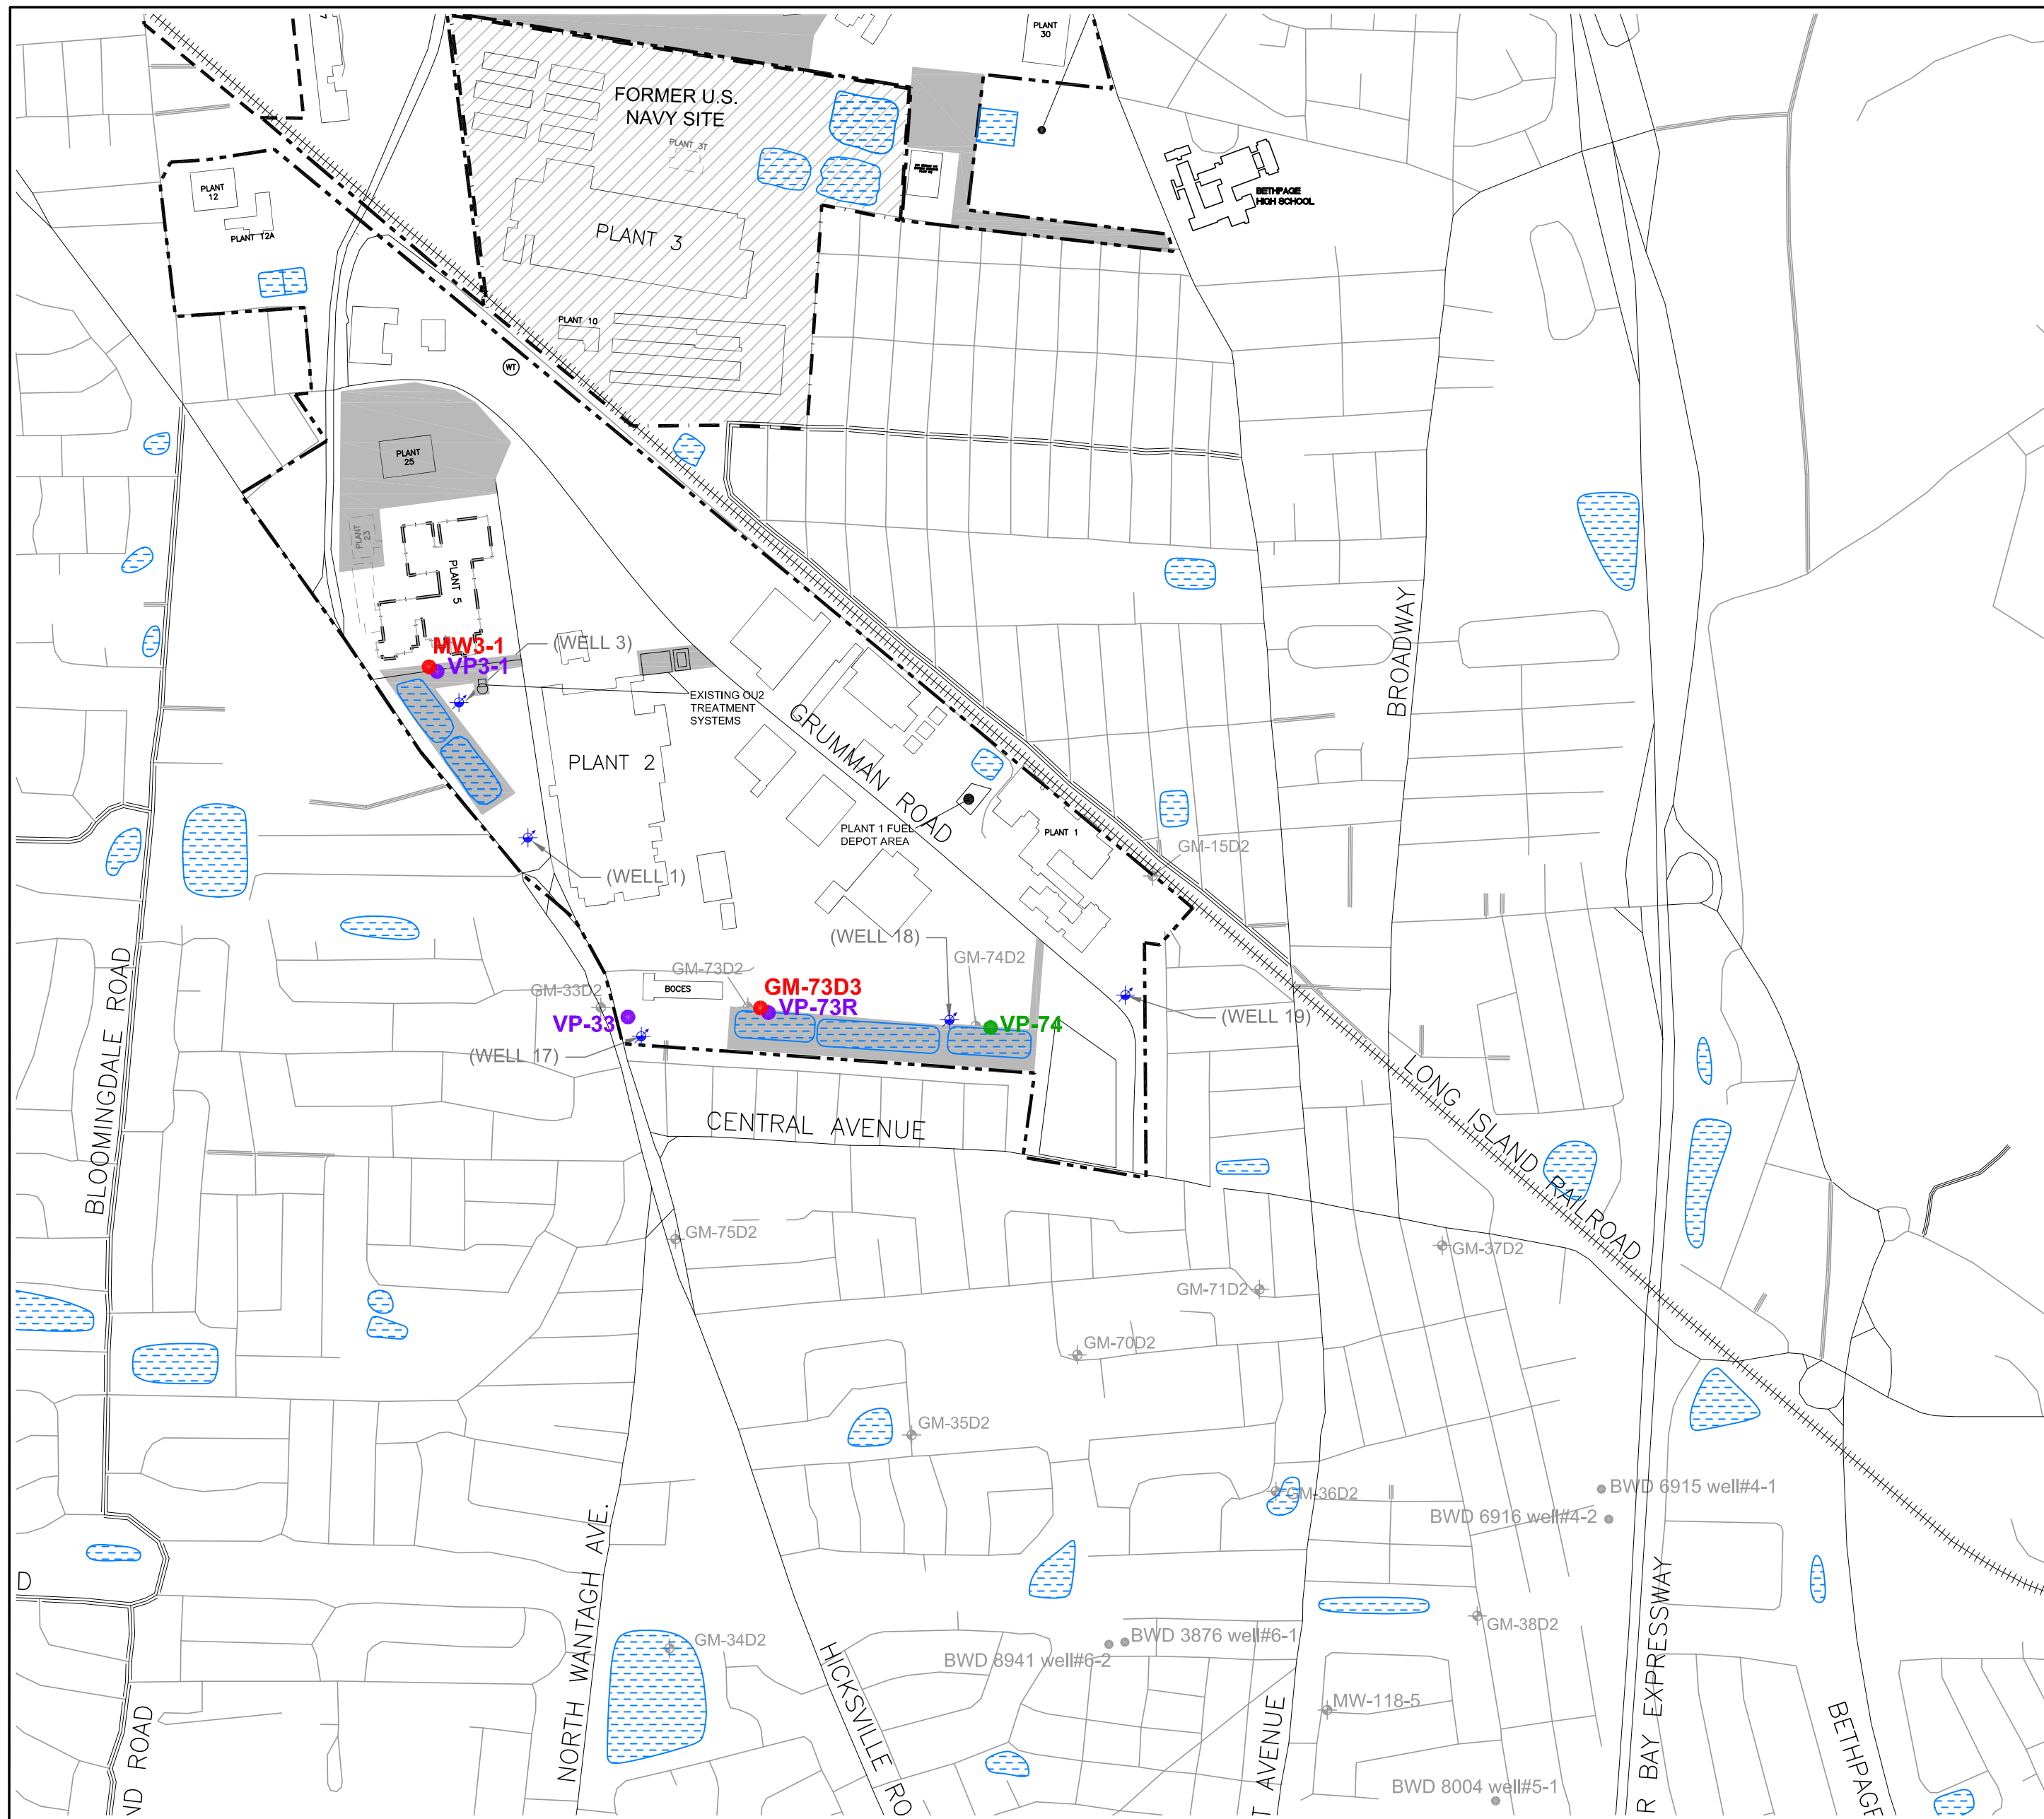 PLANT
30
FORMER U.S.
NAVY SITE
PLANT 3T
PLANT
12
PLANT 12A
BETHPAGE
HIGH SCHOOL
PLANT 3
PLANT 10
WT
PLANT
25
PLANT
23
PLANT 5
MW3-1
VP3-1
(WELL 3)
EXISTING OU2
TREATMENT
SYSTEMS
PLANT 2
GRUMMAN ROAD
BROADWAY
PLANT 1 FUEL
DEPOT AREA
PLANT 1
GM-15D2
(WELL 1)
(WELL 18)
GM-74D2
GM-73D2
GM-73D3
VP-73R
BOCES
GM-33D2
VP-33
VP-74
(WELL 19)
(WELL 17)
BLOOMINGDALE ROAD
CENTRAL AVENUE
LONG ISLAND RAILROAD
GM-75D2
GM-37D2
GM-71D2
GM-70D2
GM-35D2
GM-36D2
BWD 6915 well#4-1
BWD 6916 well#4-2
D
NORTH WANTAGH AVE.
GM-34D2
HICKSVILLE RO
BWD 3876 well#6-1
BWD 8941 well#6-2
GM-38D2
MW-118-5
BWD 8004 well#5-1
ND ROAD
T AVENUE
R BAY EXPRESSWAY
BETHPAGE